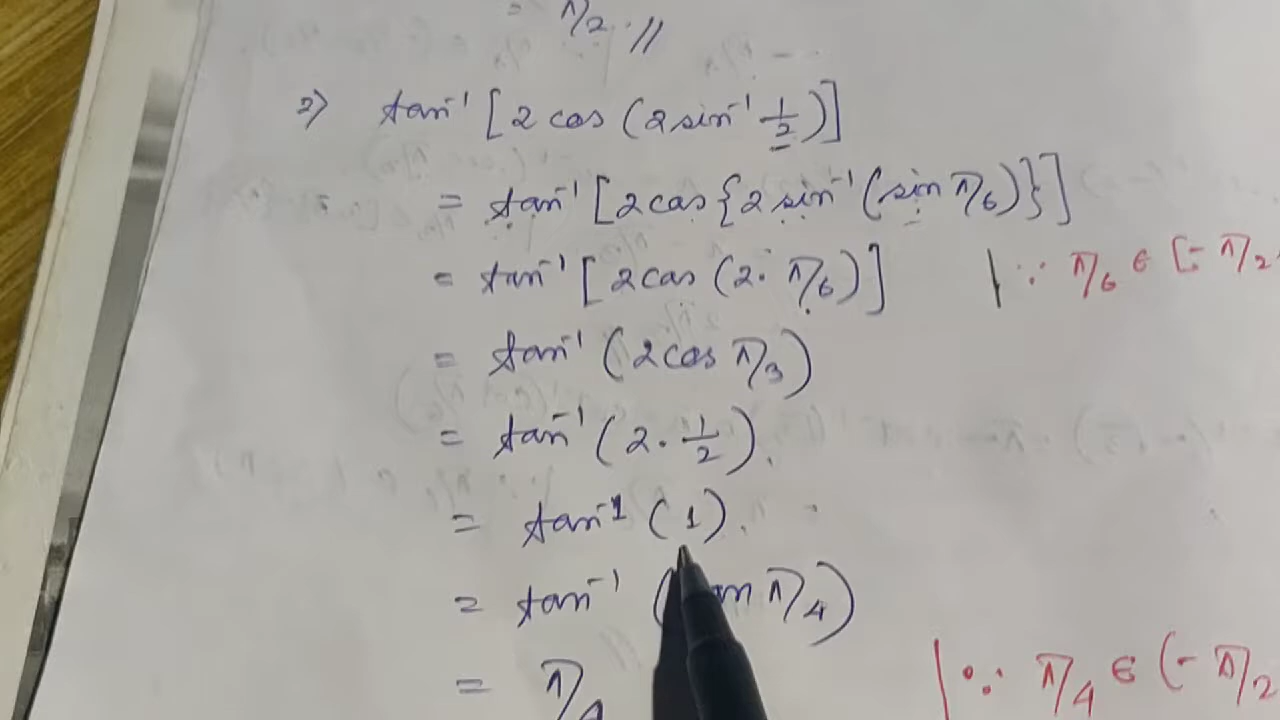 = π/2 //
2) tan⁻¹ [2 cos (2 sin⁻¹ 1/2)]
= tan⁻¹ [2 cos {2 sin⁻¹ (sin π/6)}]
= tan⁻¹ [2 cos (2 · π/6)] | ∵ π/6 ∈ [- π/2,
= tan⁻¹ (2 cos π/3)
= tan⁻¹ (2 · 1/2)
= tan⁻¹ (1)
= tan⁻¹ ( π/4)
= π/4 | ∵ π/4 ∈ (- π/2